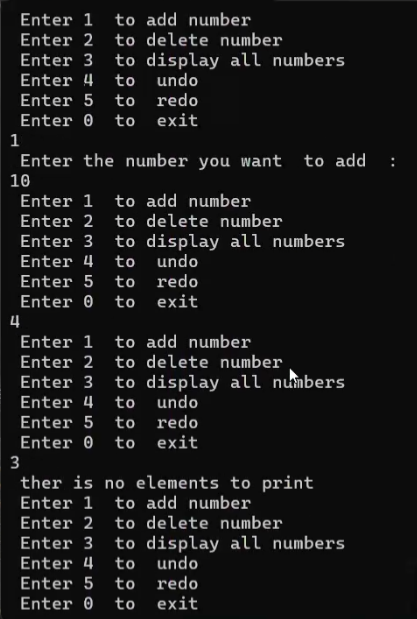 Enter 1  to add number
Enter 2  to delete number
Enter 3  to display all numbers
Enter 4  to  undo
Enter 5  to  redo
Enter 0  to  exit
1
Enter the number you want  to add  :
10
Enter 1  to add number
Enter 2  to delete number
Enter 3  to display all numbers
Enter 4  to  undo
Enter 5  to  redo
Enter 0  to  exit
4
Enter 1  to add number
Enter 2  to delete number
Enter 3  to display all numbers
Enter 4  to  undo
Enter 5  to  redo
Enter 0  to  exit
3
ther is no elements to print
Enter 1  to add number
Enter 2  to delete number
Enter 3  to display all numbers
Enter 4  to  undo
Enter 5  to  redo
Enter 0  to  exit